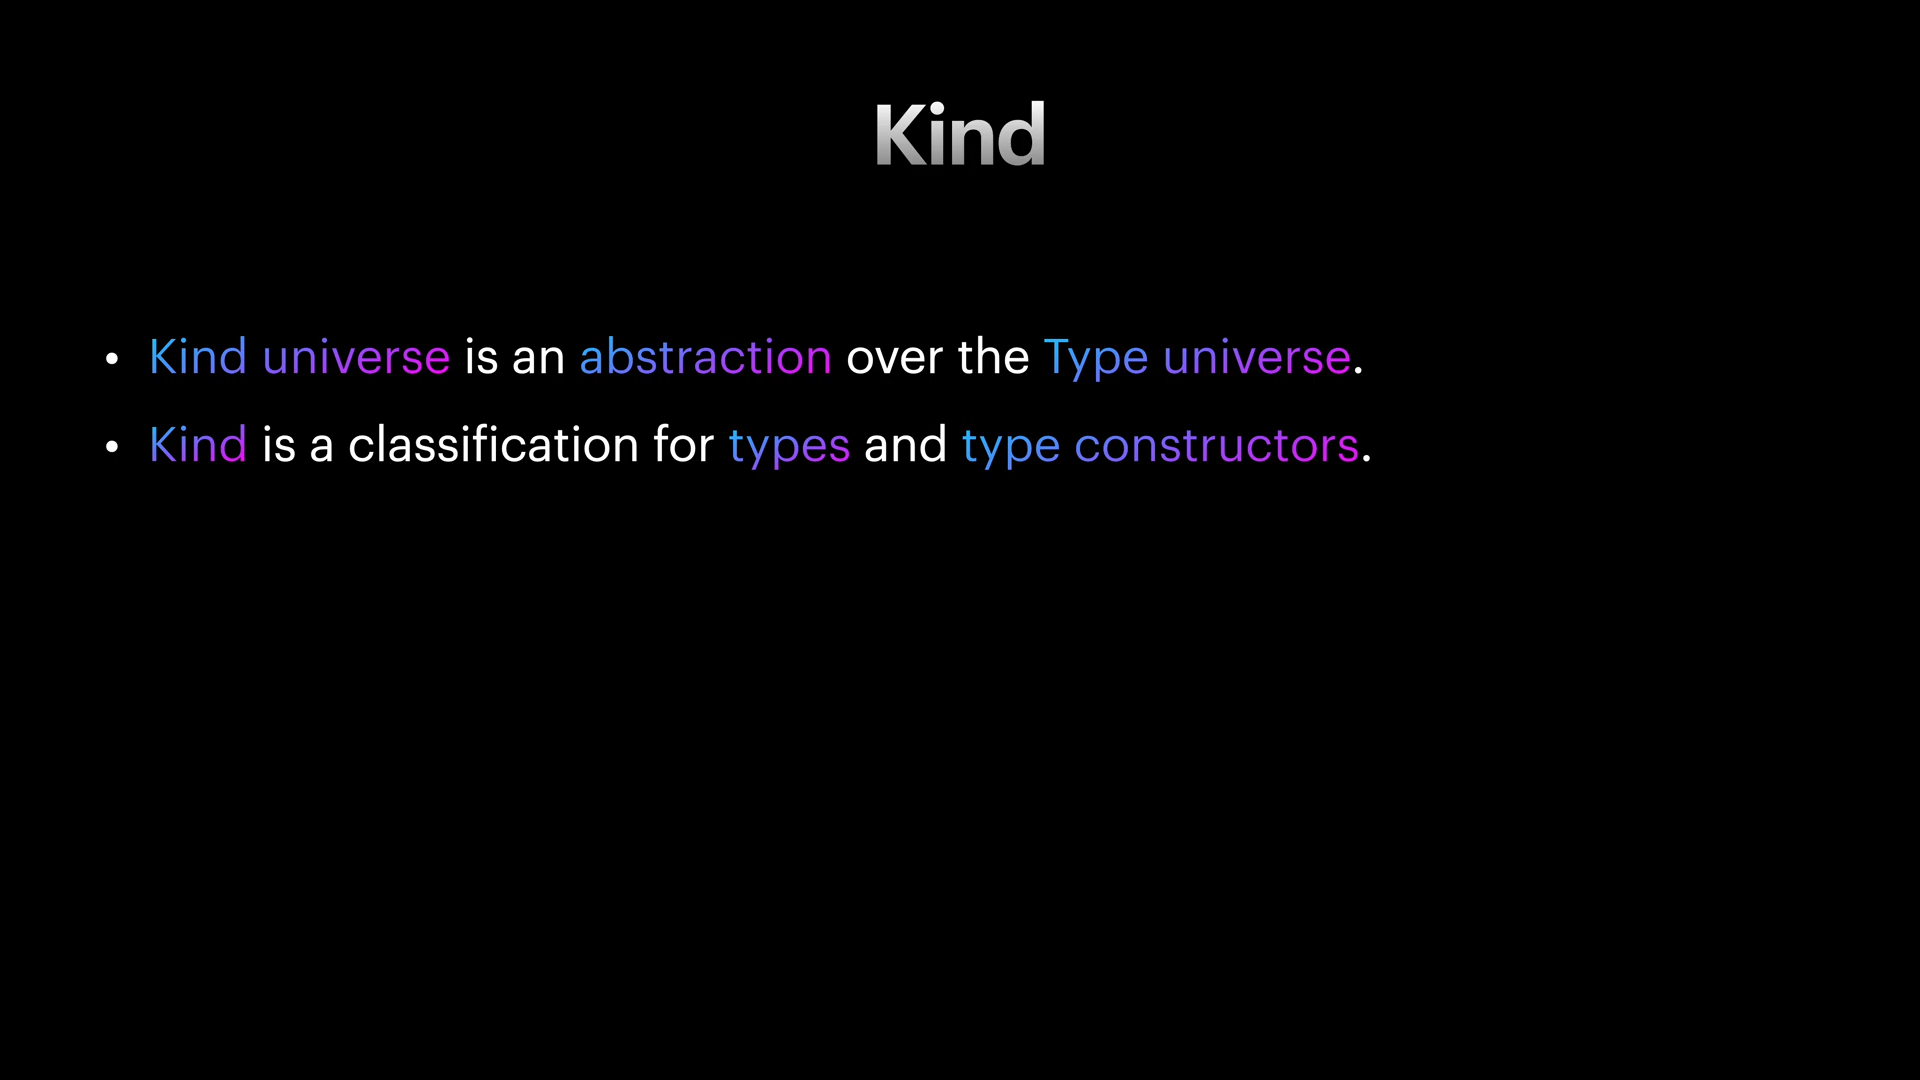 Kind
• Kind universe is an abstraction over the Type universe.
• Kind is a classification for types and type constructors.